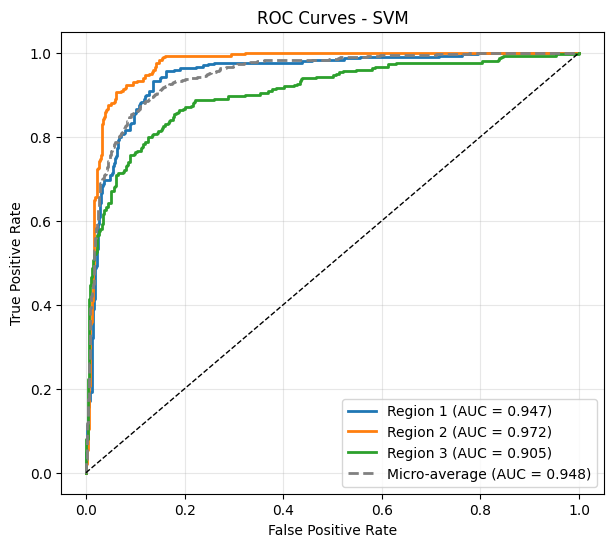 ROC Curves - SVM
True Positive Rate
1.0
0.8
0.6
0.4
0.2
0.0
0.0 0.2 0.4 0.6 0.8 1.0
False Positive Rate
Region 1 (AUC = 0.947)
Region 2 (AUC = 0.972)
Region 3 (AUC = 0.905)
Micro-average (AUC = 0.948)